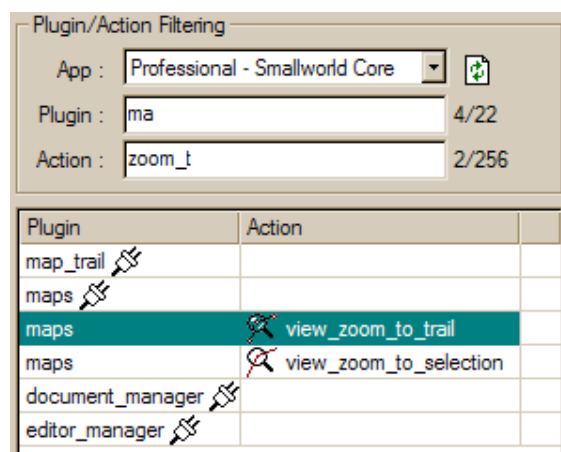 Plugin/Action Filtering
App : Professional - Smallworld Core
Plugin : ma 4/22
Action : zoom_t 2/256
Plugin Action
map_trail
maps
maps view_zoom_to_trail
maps view_zoom_to_selection
document_manager
editor_manager